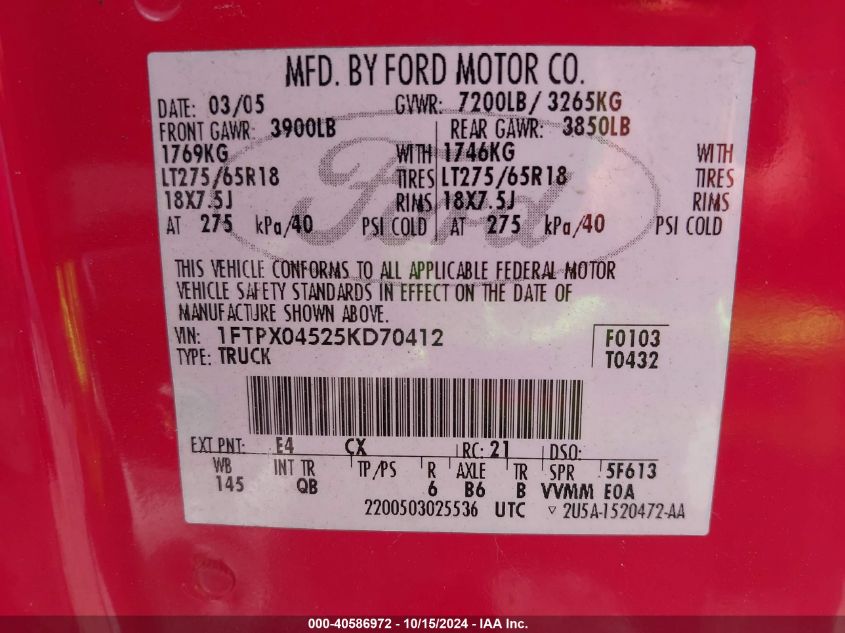 MFD. BY FORD MOTOR CO.
DATE: 03/05 GVWR: 7200LB/ 3265KG
FRONT GAWR: 3900LB REAR GAWR: 3850LB
1769KG WITH 1746KG WITH
LT275/65R18 TIRES LT275/65R18 TIRES
18X7.5J RIMS 18X7.5J RIMS
AT 275 kPa/40 PSI COLD AT 275 kPa/40 PSI COLD
Ford
THIS VEHICLE CONFORMS TO ALL APPLICABLE FEDERAL MOTOR
VEHICLE SAFETY STANDARDS IN EFFECT ON THE DATE OF
MANUFACTURE SHOWN ABOVE.
VIN: 1FTPX04525KD70412 F0103
TYPE: TRUCK T0432
EXT PNT: E4 CX RC: 21 DSO:
WB INT TR TP/PS R AXLE TR SPR 5F613
145 QB 6 B6 B VVMM E0A
2200503025536 UTC ▽ 2U5A-1520472-AA
000-40586972 - 10/15/2024 - IAA Inc.